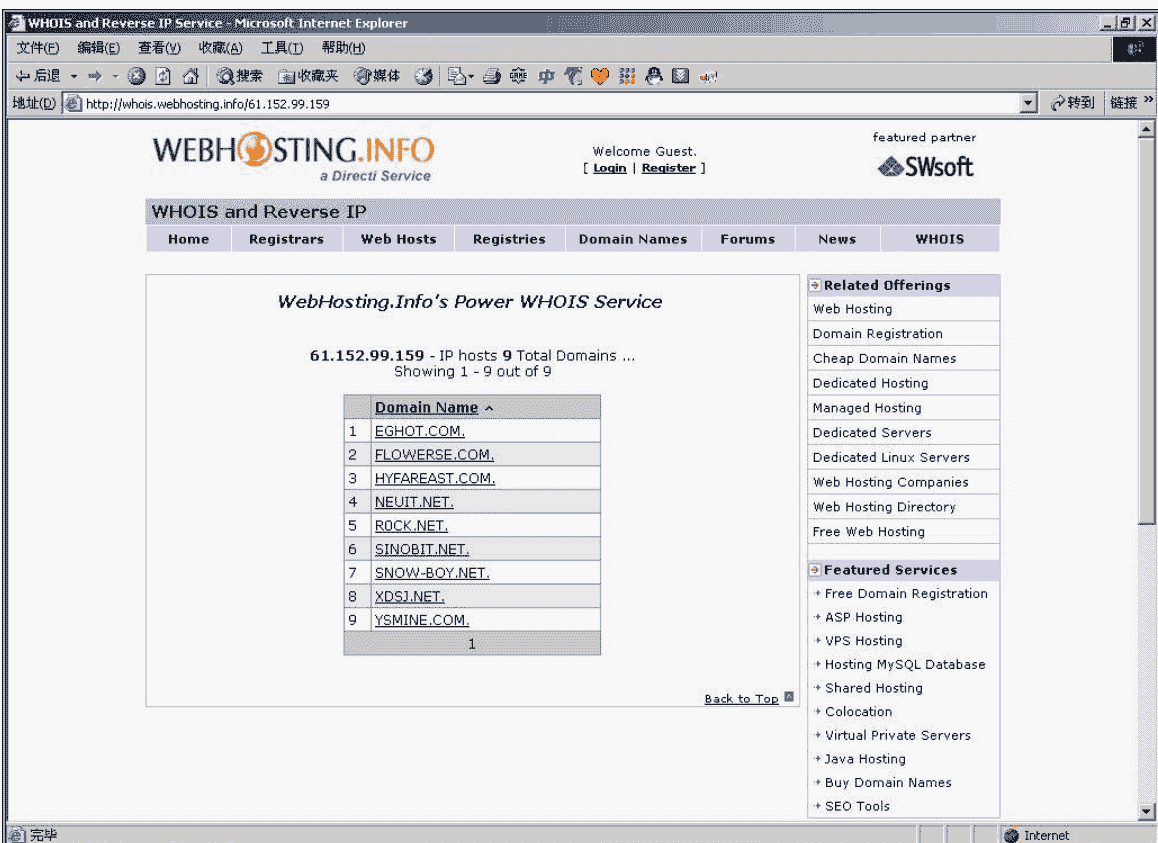 WHOIS and Reverse IP Service - Microsoft Internet Explorer
文件(F) 编辑(E) 查看(V) 收藏(A) 工具(T) 帮助(H)
后退 搜索 收藏夹 媒体
地址(D) http://whois.webhosting.info/61.152.99.159 转到 链接 »
WEBHOSTING.INFO
a Directi Service
Welcome Guest.
[ Login | Register ]
featured partner
SWsoft
WHOIS and Reverse IP
Home Registrars Web Hosts Registries Domain Names Forums News WHOIS
WebHosting.Info's Power WHOIS Service
61.152.99.159 - IP hosts 9 Total Domains ...
Showing 1 - 9 out of 9
Domain Name
1 EGHOT.COM.
2 FLOWERSE.COM.
3 HYFAREAST.COM.
4 NEUIT.NET.
5 R0CK.NET.
6 SINOBIT.NET.
7 SNOW-BOY.NET.
8 XDSJ.NET.
9 YSMINE.COM.
1
Back to Top
Related Offerings
Web Hosting
Domain Registration
Cheap Domain Names
Dedicated Hosting
Managed Hosting
Dedicated Servers
Dedicated Linux Servers
Web Hosting Companies
Web Hosting Directory
Free Web Hosting
Featured Services
Free Domain Registration
ASP Hosting
VPS Hosting
Hosting MySQL Database
Shared Hosting
Colocation
Virtual Private Servers
Java Hosting
Buy Domain Names
SEO Tools
完毕 Internet